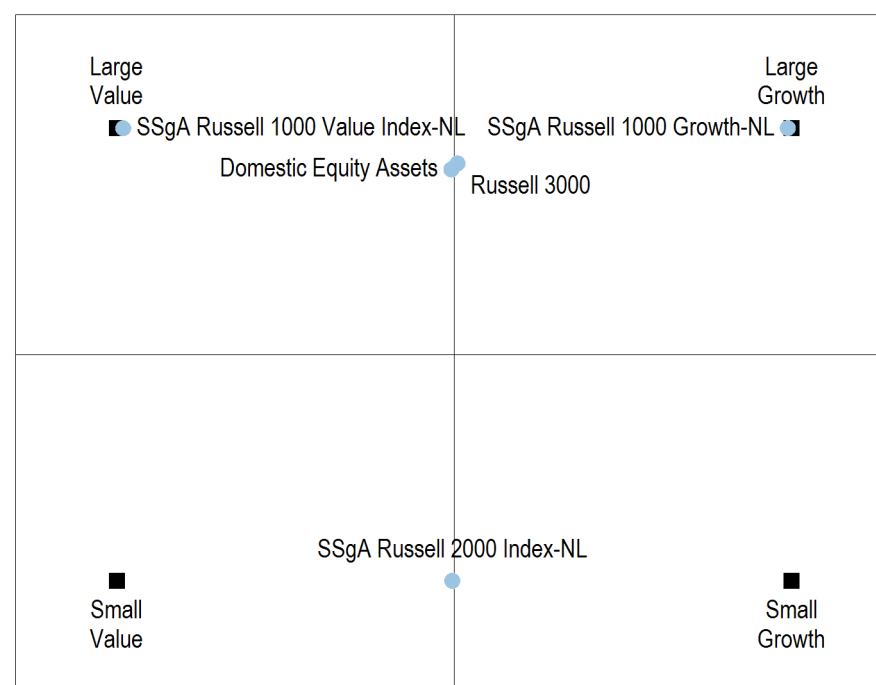 Large
Value
Large
Growth
SSgA Russell 1000 Value Index-NL
SSgA Russell 1000 Growth-NL
Domestic Equity Assets
Russell 3000
SSgA Russell 2000 Index-NL
Small
Value
Small
Growth